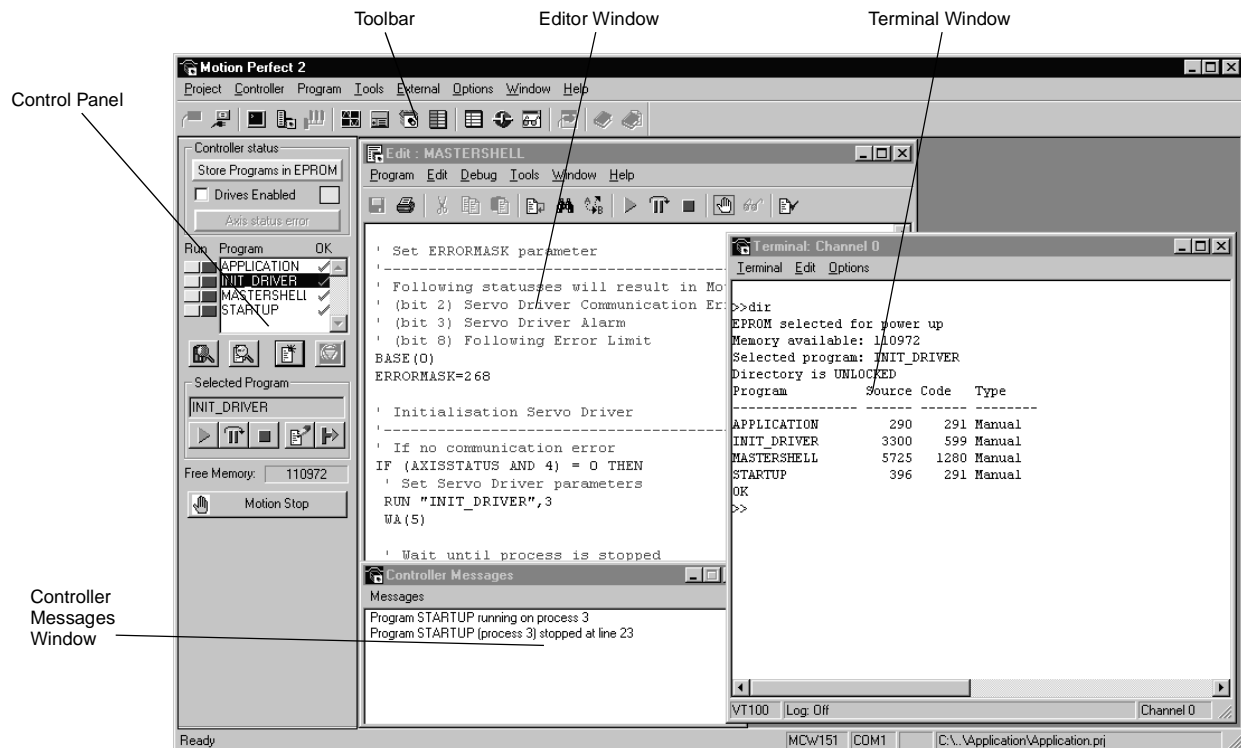 Toolbar
Editor Window
Terminal Window
Control Panel
Motion Perfect 2
Project Controller Program Tools External Options Window Help
Controller status
Store Programs in EPROM
Drives Enabled
Axis status error
Run Program OK
APPLICATION
INIT_DRIVER
MASTERSHELL
STARTUP
Selected Program
INIT_DRIVER
Free Memory: 110972
Motion Stop
Edit : MASTERSHELL
Program Edit Debug Tools Window Help
' Set ERRORMASK parameter
'----------------------------------------
' Following statusses will result in Mo
' (bit 2) Servo Driver Communication Er
' (bit 3) Servo Driver Alarm
' (bit 8) Following Error Limit
BASE(0)
ERRORMASK=268
' Initialisation Servo Driver
'----------------------------------------
' If no communication error
IF (AXISSTATUS AND 4) = 0 THEN
' Set Servo Driver parameters
RUN "INIT_DRIVER",3
WA(5)
' Wait until process is stopped
Terminal: Channel 0
Terminal Edit Options
>>dir
EPROM selected for power up
Memory available: 110972
Selected program: INIT_DRIVER
Directory is UNLOCKED
Program Source Code Type
---------------- ------ ------ --------
APPLICATION 290 291 Manual
INIT_DRIVER 3300 599 Manual
MASTERSHELL 5725 1280 Manual
STARTUP 396 291 Manual
OK
>>
VT100 Log: Off Channel 0
Controller Messages
Messages
Program STARTUP running on process 3
Program STARTUP (process 3) stopped at line 23
Controller
Messages
Window
Ready MCW151 COM1 C:\..\Application\Application.prj